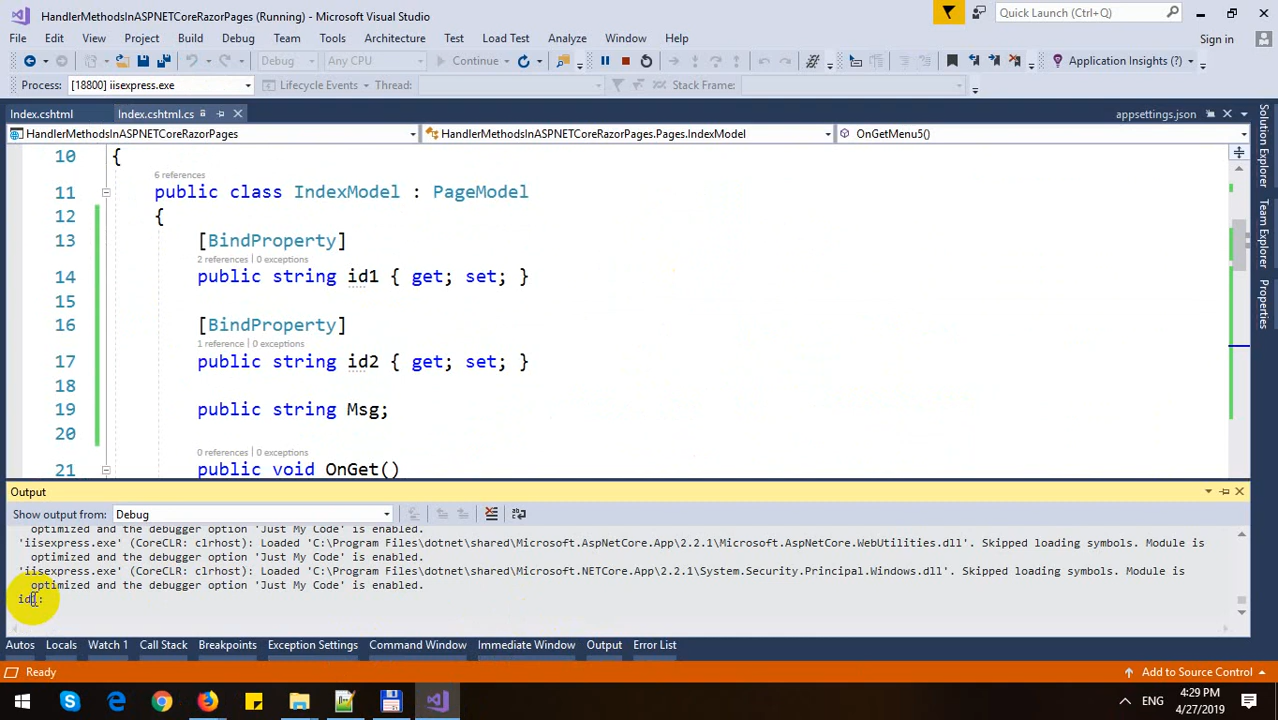 HandlerMethodsInASPNETCoreRazorPages (Running) - Microsoft Visual Studio
Quick Launch (Ctrl+Q)
File Edit View Project Build Debug Team Tools Architecture Test Load Test Analyze Window Help
Sign in
Debug Any CPU Continue Application Insights (?)
Process: [18800] iisexpress.exe Lifecycle Events Thread: Stack Frame:
Index.cshtml Index.cshtml.cs appsettings.json
HandlerMethodsInASPNETCoreRazorPages HandlerMethodsInASPNETCoreRazorPages.Pages.IndexModel OnGetMenu5()
10 {
6 references
11 public class IndexModel : PageModel
12 {
13 [BindProperty]
2 references | 0 exceptions
14 public string id1 { get; set; }
15
16 [BindProperty]
1 reference | 0 exceptions
17 public string id2 { get; set; }
18
19 public string Msg;
20
0 references | 0 exceptions
21 public void OnGet()
Solution Explorer
Team Explorer
Properties
Output
Show output from: Debug
optimized and the debugger option 'Just My Code' is enabled.
'iisexpress.exe' (CoreCLR: clrhost): Loaded 'C:\Program Files\dotnet\shared\Microsoft.AspNetCore.App\2.2.1\Microsoft.AspNetCore.WebUtilities.dll'. Skipped loading symbols. Module is
optimized and the debugger option 'Just My Code' is enabled.
'iisexpress.exe' (CoreCLR: clrhost): Loaded 'C:\Program Files\dotnet\shared\Microsoft.NETCore.App\2.2.1\System.Security.Principal.Windows.dll'. Skipped loading symbols. Module is
optimized and the debugger option 'Just My Code' is enabled.
Autos Locals Watch 1 Call Stack Breakpoints Exception Settings Command Window Immediate Window Output Error List
Ready Add to Source Control
ENG
4:29 PM
4/27/2019